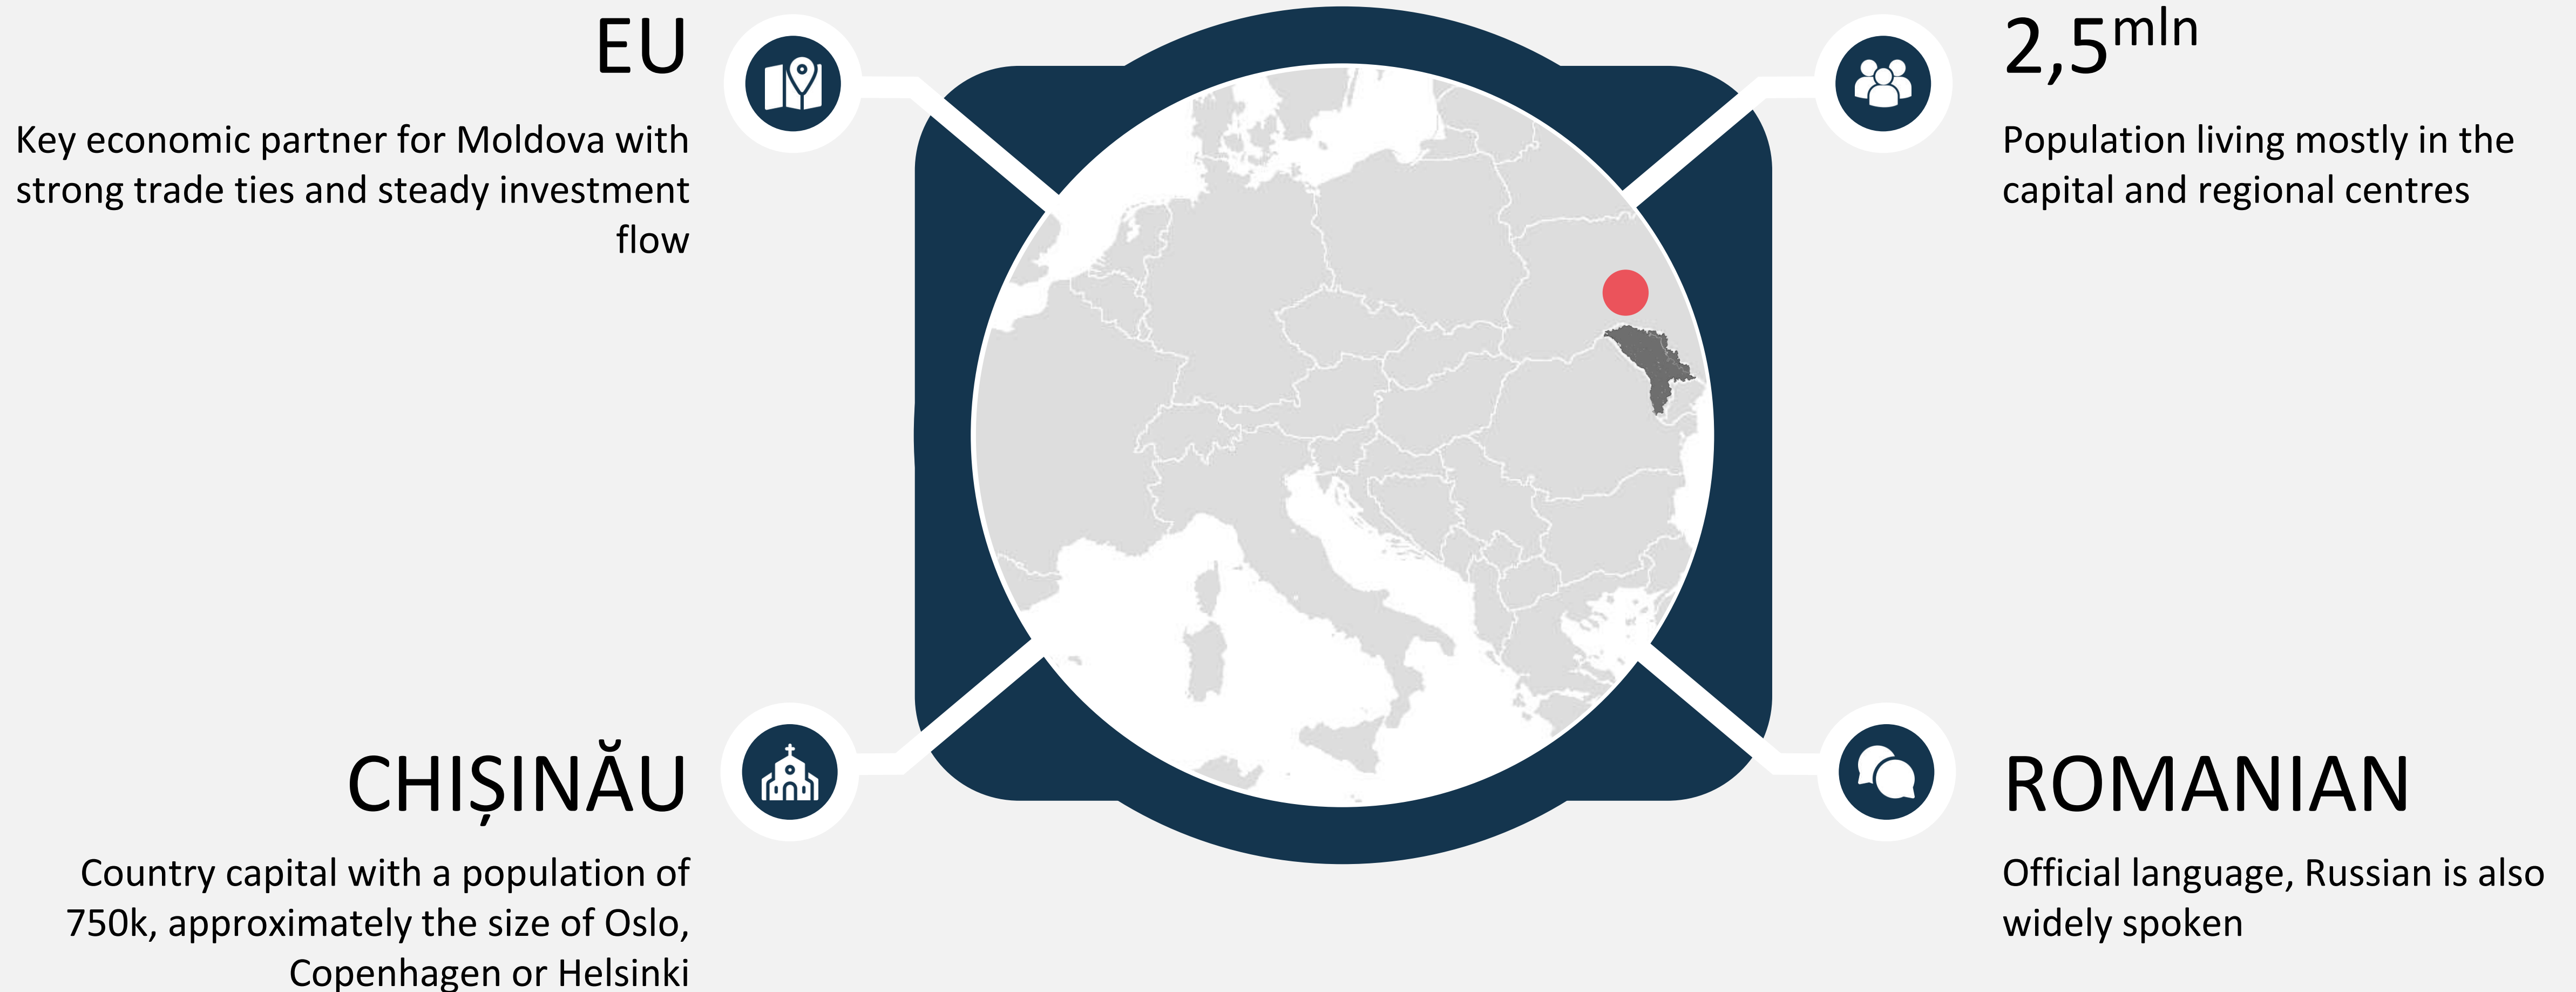 EU
Key economic partner for Moldova with
strong trade ties and steady investment
flow
2,5mln
Population living mostly in the
capital and regional centres
CHIȘINĂU
Country capital with a population of
750k, approximately the size of Oslo,
Copenhagen or Helsinki
ROMANIAN
Official language, Russian is also
widely spoken